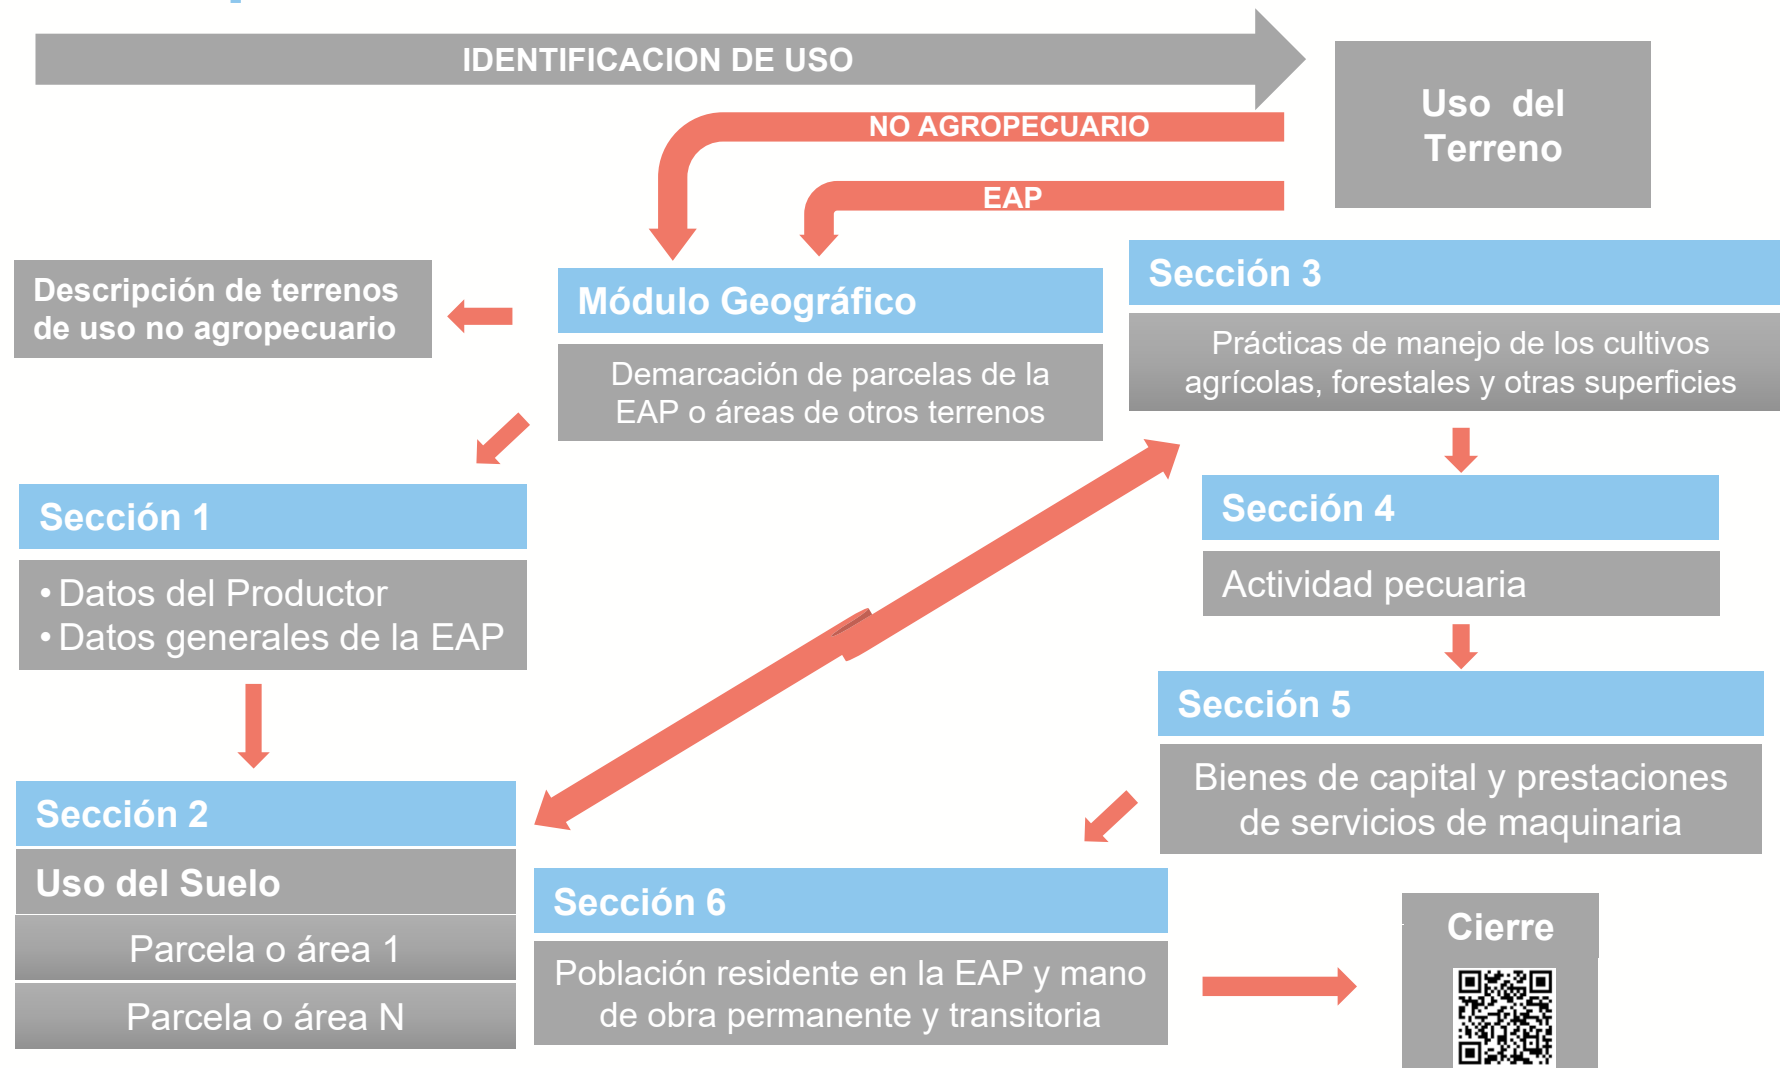 IDENTIFICACION DE USO
Uso del
Terreno
NO AGROPECUARIO
EAP
Descripción de terrenos
de uso no agropecuario
Módulo Geográfico
Demarcación de parcelas de la
EAP o áreas de otros terrenos
Sección 1
• Datos del Productor
• Datos generales de la EAP
Sección 2
Uso del Suelo
Parcela o área 1
Parcela o área N
Sección 3
Prácticas de manejo de los cultivos
agrícolas, forestales y otras superficies
Sección 4
Actividad pecuaria
Sección 5
Bienes de capital y prestaciones
de servicios de maquinaria
Sección 6
Población residente en la EAP y mano
de obra permanente y transitoria
Cierre